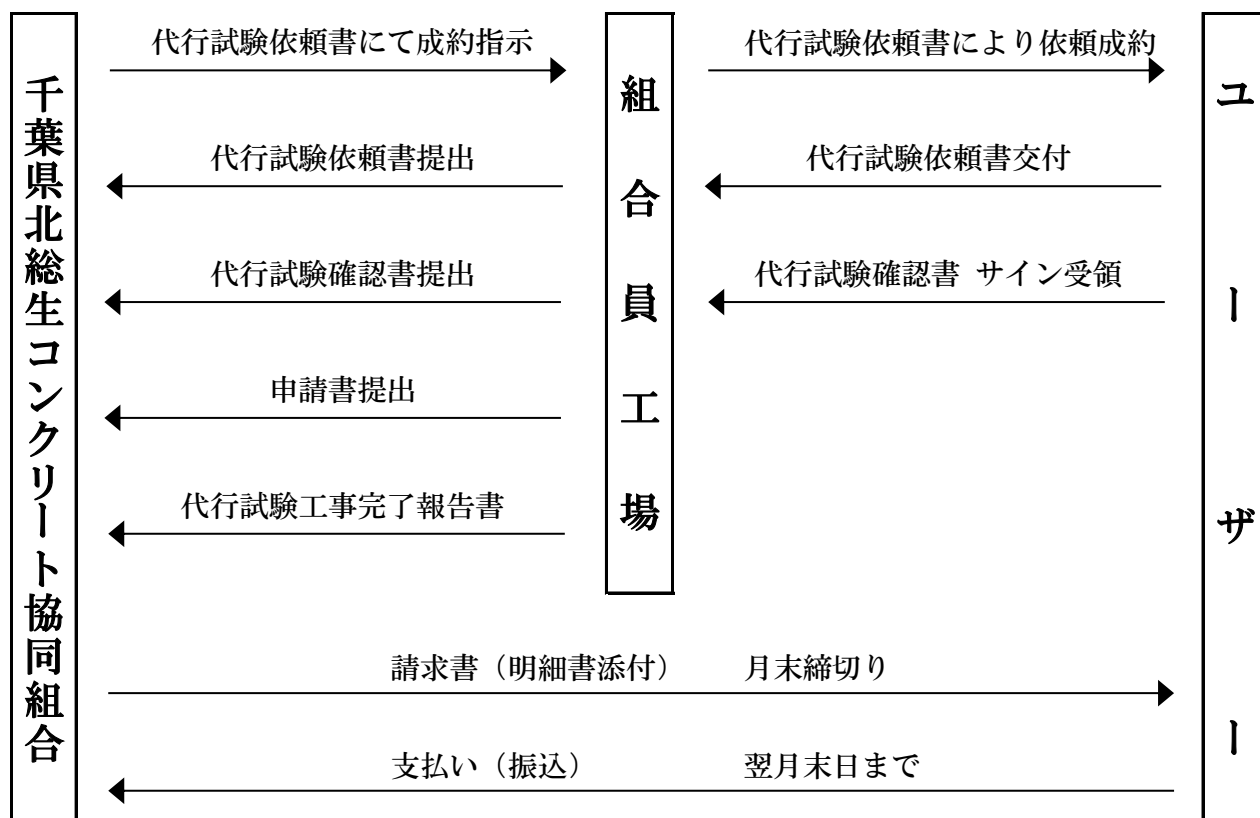 千葉県北総生コンクリート協同組合
組合員工場
ユーザー
代行試験依頼書にて成約指示
代行試験依頼書により依頼成約
代行試験依頼書提出
代行試験依頼書交付
代行試験確認書提出
代行試験確認書 サイン受領
申請書提出
代行試験工事完了報告書
請求書（明細書添付） 月末締切り
支払い（振込） 翌月末日まで